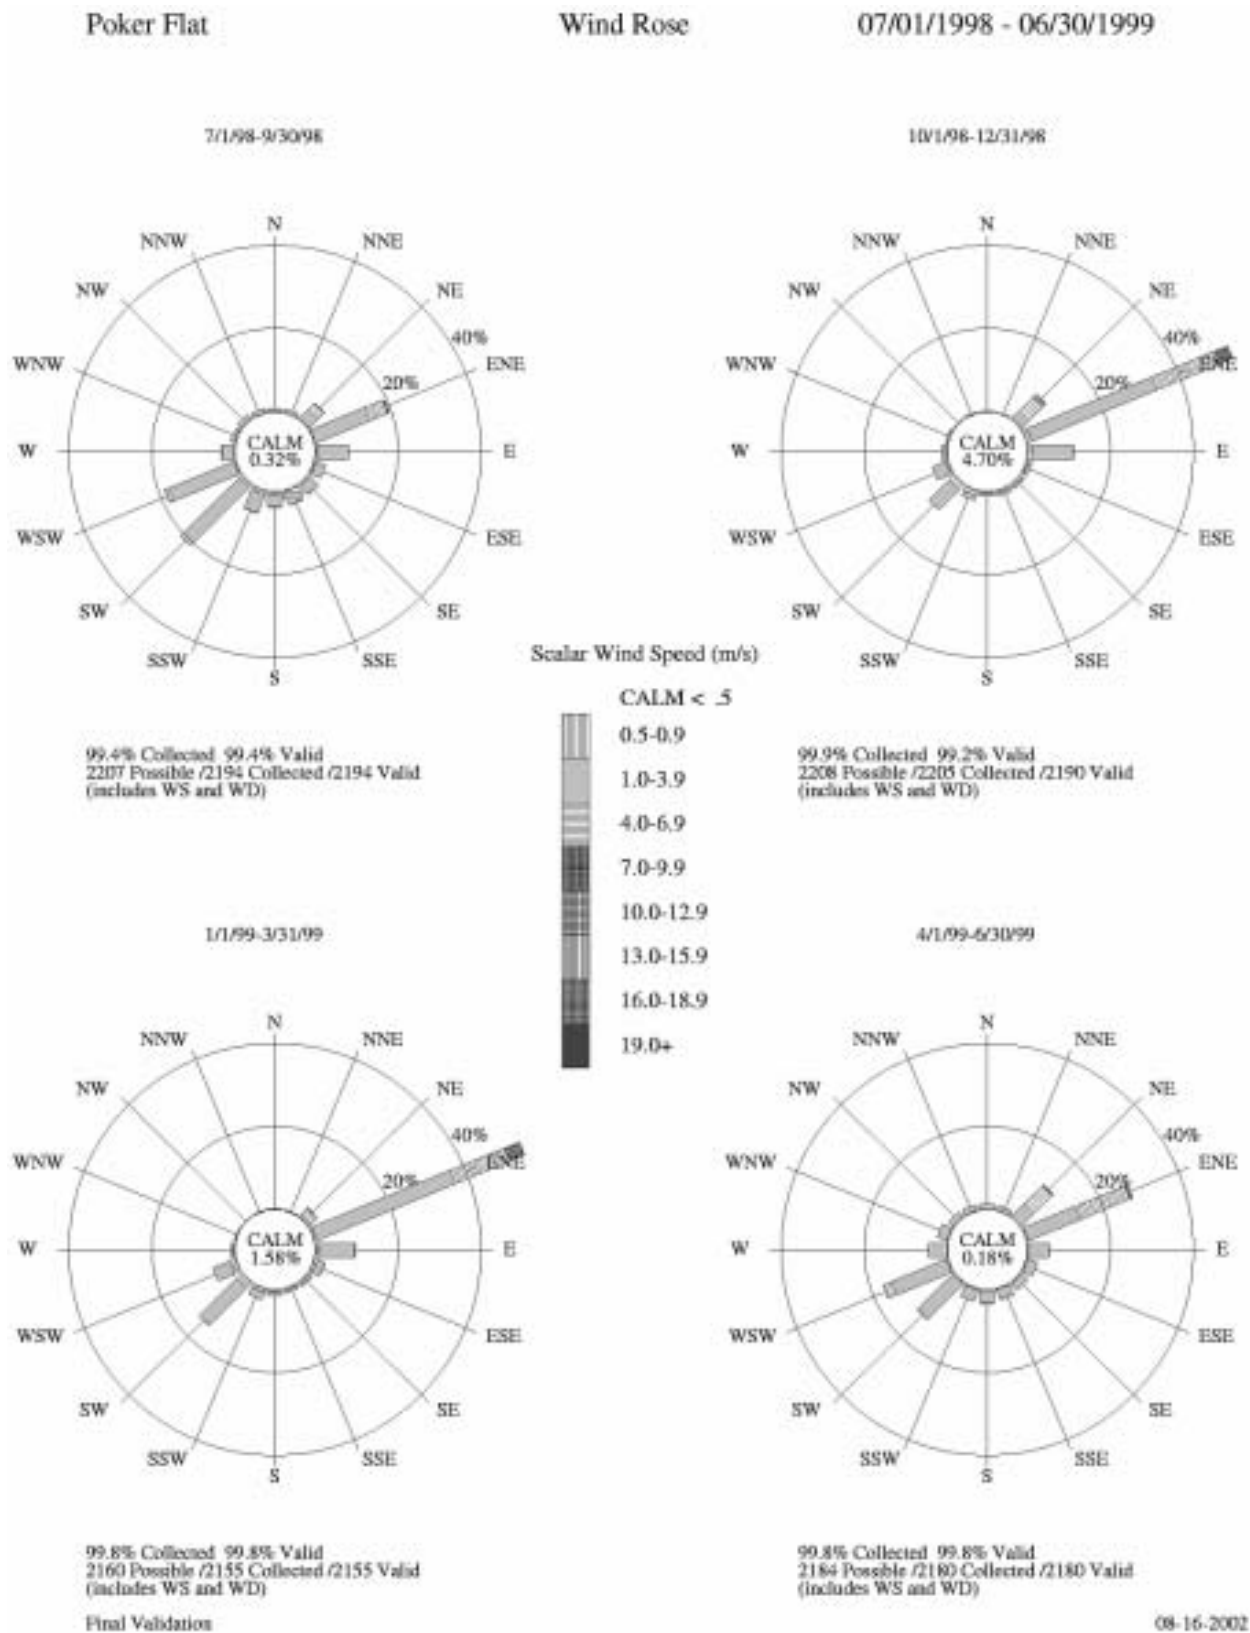 Poker Flat Wind Rose 07/01/1998 - 06/30/1999
7/1/98-9/30/98
N
NNW NNE
NW NE
40%
WNW ENE
20%
CALM
W E
0.32%
WSW ESE
SW SE
SSW SSE
S
99.4% Collected 99.4% Valid
2207 Possible /2194 Collected /2194 Valid
(includes WS and WD)
10/1/98-12/31/98
N
NNW NNE
NW NE
40%
WNW ENE
20%
CALM
W E
4.70%
WSW ESE
SW SE
SSW SSE
S
99.9% Collected 99.2% Valid
2208 Possible /2205 Collected /2190 Valid
(includes WS and WD)
Scalar Wind Speed (m/s)
CALM < .5
0.5-0.9
1.0-3.9
4.0-6.9
7.0-9.9
10.0-12.9
13.0-15.9
16.0-18.9
19.0+
1/1/99-3/31/99
N
NNW NNE
NW NE
40%
WNW ENE
20%
CALM
W E
1.58%
WSW ESE
SW SE
SSW SSE
S
99.8% Collected 99.8% Valid
2160 Possible /2155 Collected /2155 Valid
(includes WS and WD)
4/1/99-6/30/99
N
NNW NNE
NW NE
40%
WNW ENE
20%
CALM
W E
0.18%
WSW ESE
SW SE
SSW SSE
S
99.8% Collected 99.8% Valid
2184 Possible /2180 Collected /2180 Valid
(includes WS and WD)
Final Validation 08-16-2002